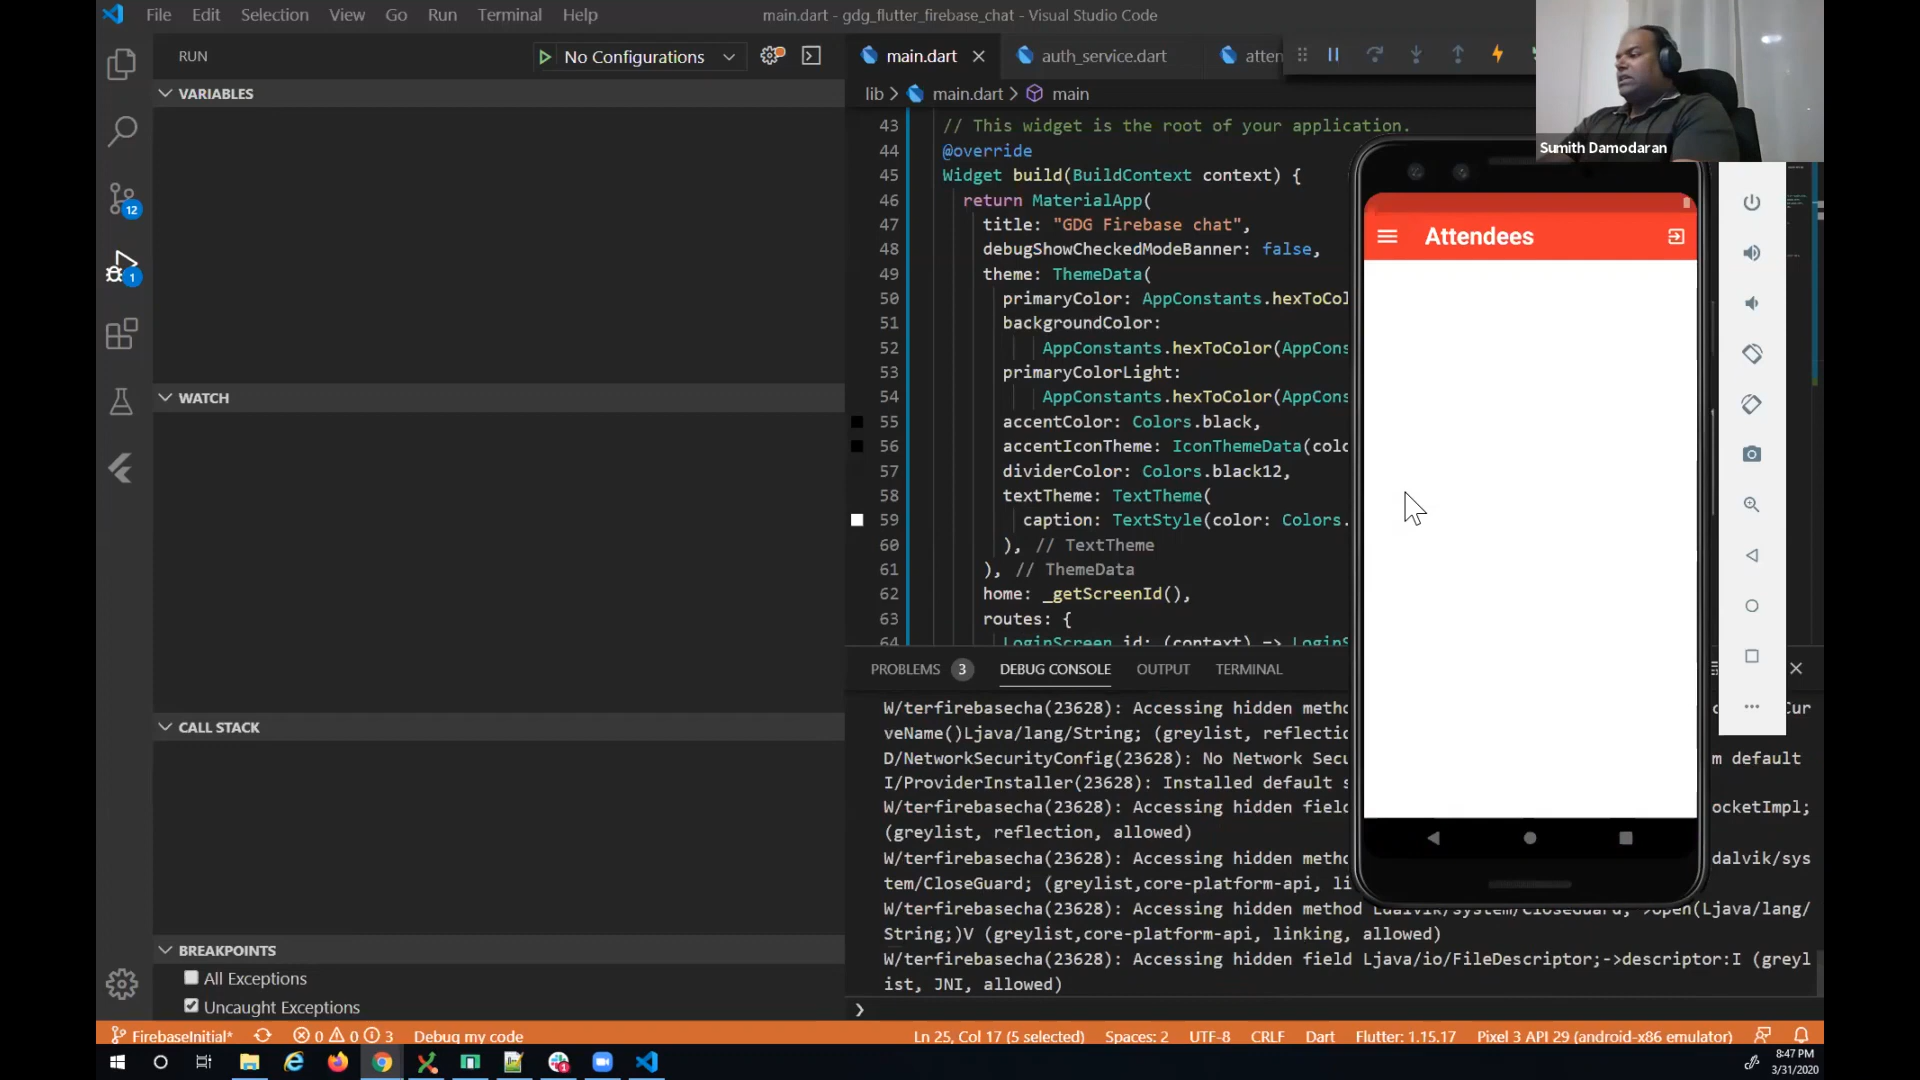 File Edit Selection View Go Run Terminal Help
main.dart - gdg_flutter_firebase_chat - Visual Studio Code
RUN
No Configurations
main.dart
auth_service.dart
atten
Sumith Damodaran
VARIABLES
lib > main.dart > main
43 // This widget is the root of your application.
44 @override
45 Widget build(BuildContext context) {
46 return MaterialApp(
47 title: "GDG Firebase chat",
48 debugShowCheckedModeBanner: false,
49 theme: ThemeData(
50 primaryColor: AppConstants.hexToCol
51 backgroundColor:
52 AppConstants.hexToColor(AppCons
53 primaryColorLight:
54 AppConstants.hexToColor(AppCons
55 accentColor: Colors.black,
56 accentIconTheme: IconThemeData(colo
57 dividerColor: Colors.black12,
58 textTheme: TextTheme(
59 caption: TextStyle(color: Colors.
60 ), // TextTheme
61 ), // ThemeData
62 home: _getScreenId(),
63 routes: {
64 LoginScreen.id: (context) => LoginS
Attendees
12
1
WATCH
CALL STACK
BREAKPOINTS
All Exceptions
Uncaught Exceptions
PROBLEMS 3 DEBUG CONSOLE OUTPUT TERMINAL
W/terfirebasecha(23628): Accessing hidden metho
Cur
veName()Ljava/lang/String; (greylist, reflectio
D/NetworkSecurityConfig(23628): No Network Secu
m default
I/ProviderInstaller(23628): Installed default s
W/terfirebasecha(23628): Accessing hidden field
ocketImpl;
(greylist, reflection, allowed)
W/terfirebasecha(23628): Accessing hidden metho
dalvik/sys
tem/CloseGuard; (greylist,core-platform-api, li
W/terfirebasecha(23628): Accessing hidden method Ldalvik/system/CloseGuard;->open(Ljava/lang/
String;)V (greylist,core-platform-api, linking, allowed)
W/terfirebasecha(23628): Accessing hidden field Ljava/io/FileDescriptor;->descriptor:I (greyl
ist, JNI, allowed)
FirebaseInitial* 0 0 3 Debug my code
Ln 25, Col 17 (5 selected) Spaces: 2 UTF-8 CRLF Dart Flutter: 1.15.17 Pixel 3 API 29 (android-x86 emulator)
8:47 PM
3/31/2020